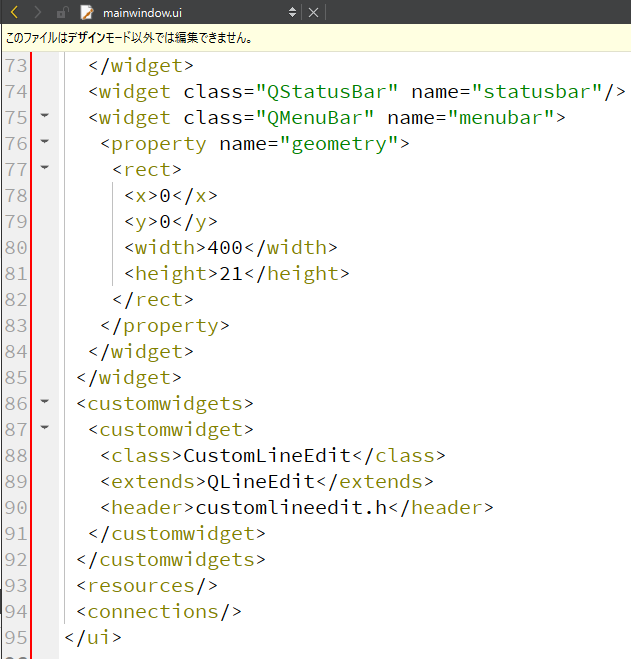 mainwindow.ui
このファイルはデザインモード以外では編集できません。
73 </widget>
74 <widget class="QStatusBar" name="statusbar"/>
75 <widget class="QMenuBar" name="menubar">
76 <property name="geometry">
77 <rect>
78 <x>0</x>
79 <y>0</y>
80 <width>400</width>
81 <height>21</height>
82 </rect>
83 </property>
84 </widget>
85 </widget>
86 <customwidgets>
87 <customwidget>
88 <class>CustomLineEdit</class>
89 <extends>QLineEdit</extends>
90 <header>customlineedit.h</header>
91 </customwidget>
92 </customwidgets>
93 <resources/>
94 <connections/>
95 </ui>